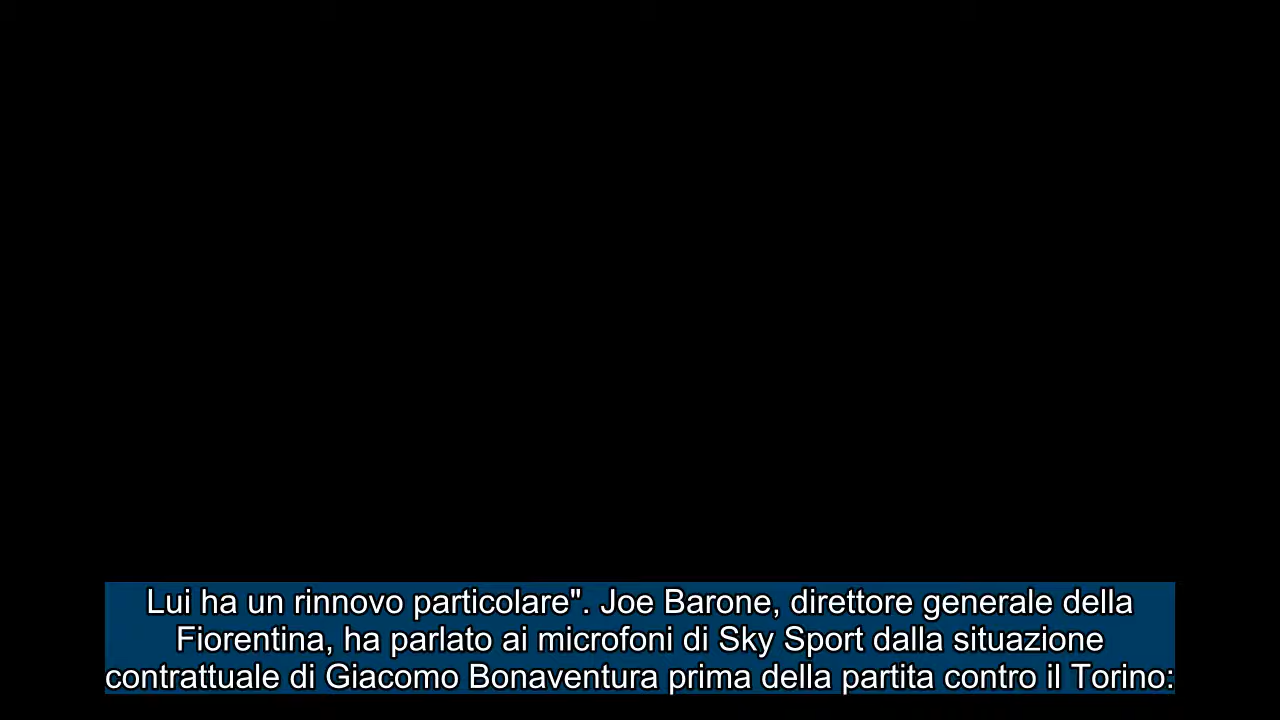 Lui ha un rinnovo particolare". Joe Barone, direttore generale della
Fiorentina, ha parlato ai microfoni di Sky Sport dalla situazione
contrattuale di Giacomo Bonaventura prima della partita contro il Torino: